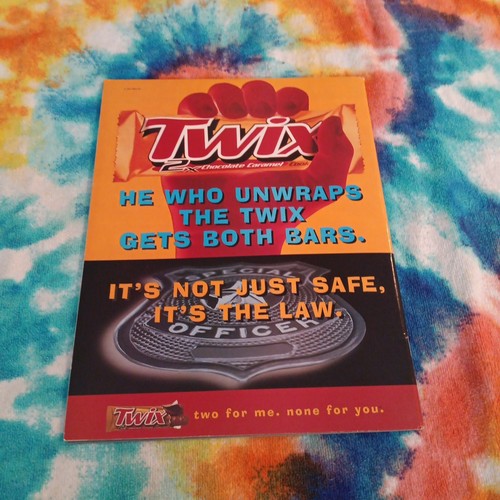 Twix
2x Chocolate Caramel
HE WHO UNWRAPS
THE TWIX
GETS BOTH BARS.
SPECIAL
IT'S NOT JUST SAFE,
IT'S THE LAW.
OFFICER
Twix two for me. none for you.